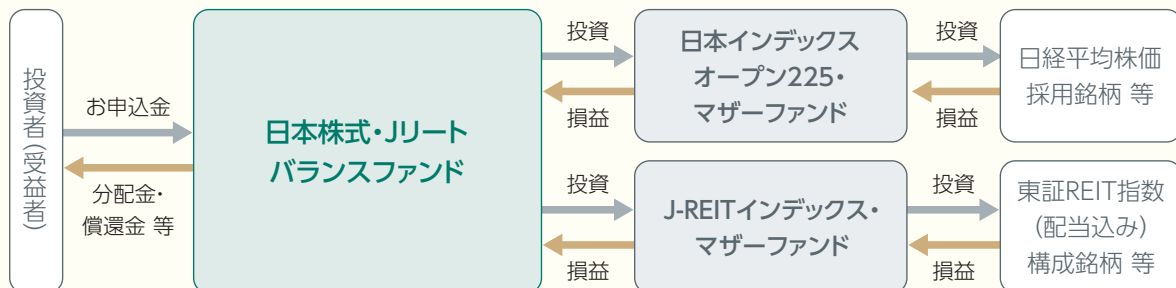 投資者(受益者)
お申込金
分配金・
償還金 等
日本株式・Jリート
バランスファンド
投資
損益
日本インデックス
オープン225・
マザーファンド
投資
損益
日経平均株価
採用銘柄 等
投資
損益
J-REITインデックス・
マザーファンド
投資
損益
東証REIT指数
(配当込み)
構成銘柄 等